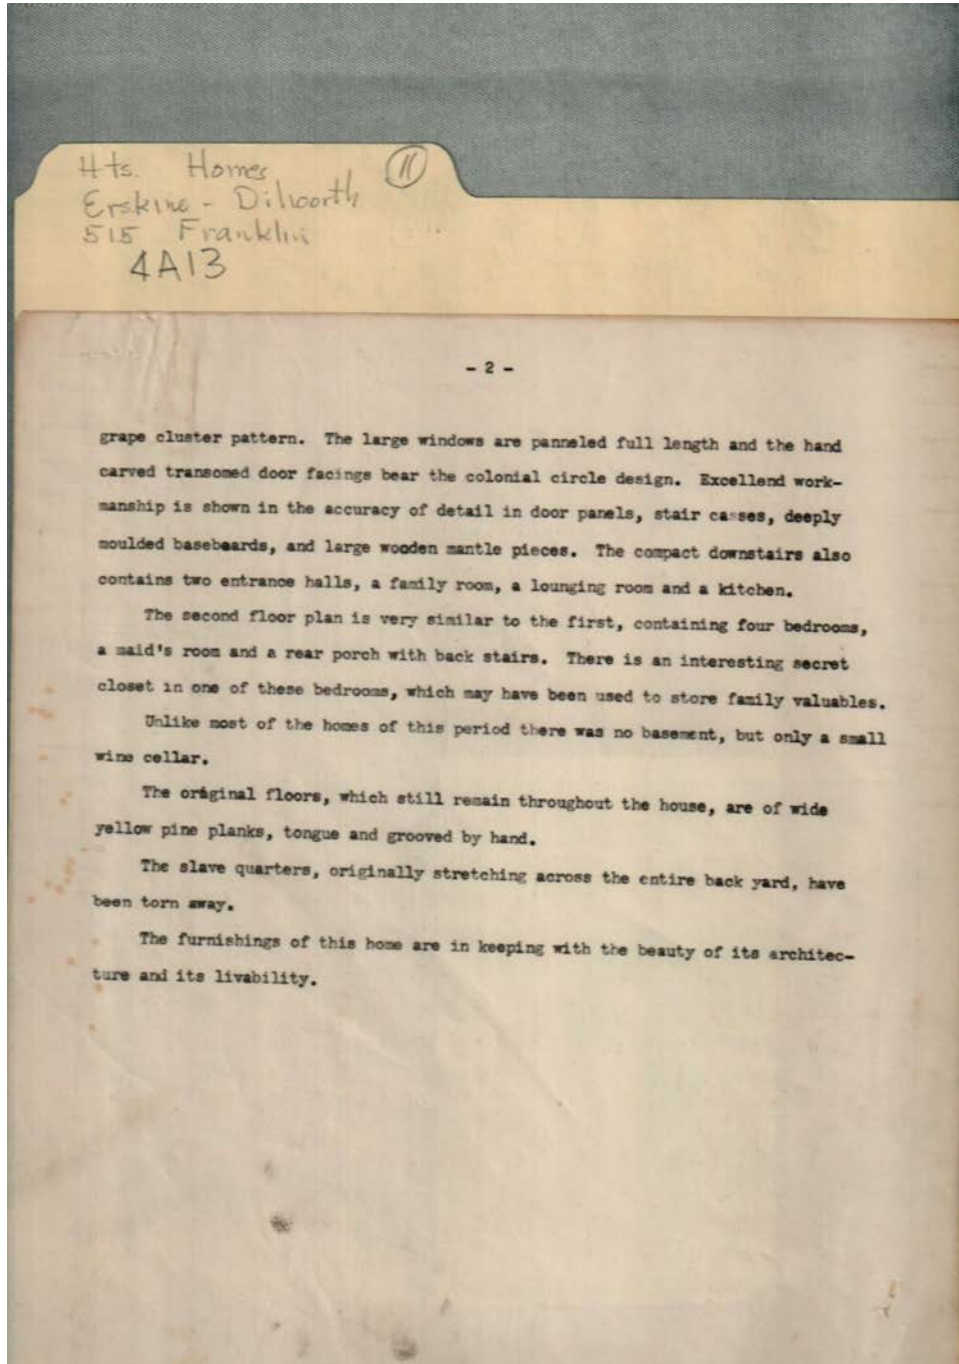 Hts. Homes 11
Erskine - Dilworth
515 Franklin
4A13
- 2 -
grape cluster pattern. The large windows are panneled full length and the hand
carved transomed door facings bear the colonial circle design. Excellend work-
manship is shown in the accuracy of detail in door panels, stair casses, deeply
moulded basebeards, and large wooden mantle pieces. The compact downstairs also
contains two entrance halls, a family room, a lounging room and a kitchen.
The second floor plan is very similar to the first, containing four bedrooms,
a maid's room and a rear porch with back stairs. There is an interesting secret
closet in one of these bedrooms, which may have been used to store family valuables.
Unlike most of the homes of this period there was no basement, but only a small
wine cellar.
The original floors, which still remain throughout the house, are of wide
yellow pine planks, tongue and grooved by hand.
The slave quarters, originally stretching across the entire back yard, have
been torn away.
The furnishings of this home are in keeping with the beauty of its architec-
ture and its livability.